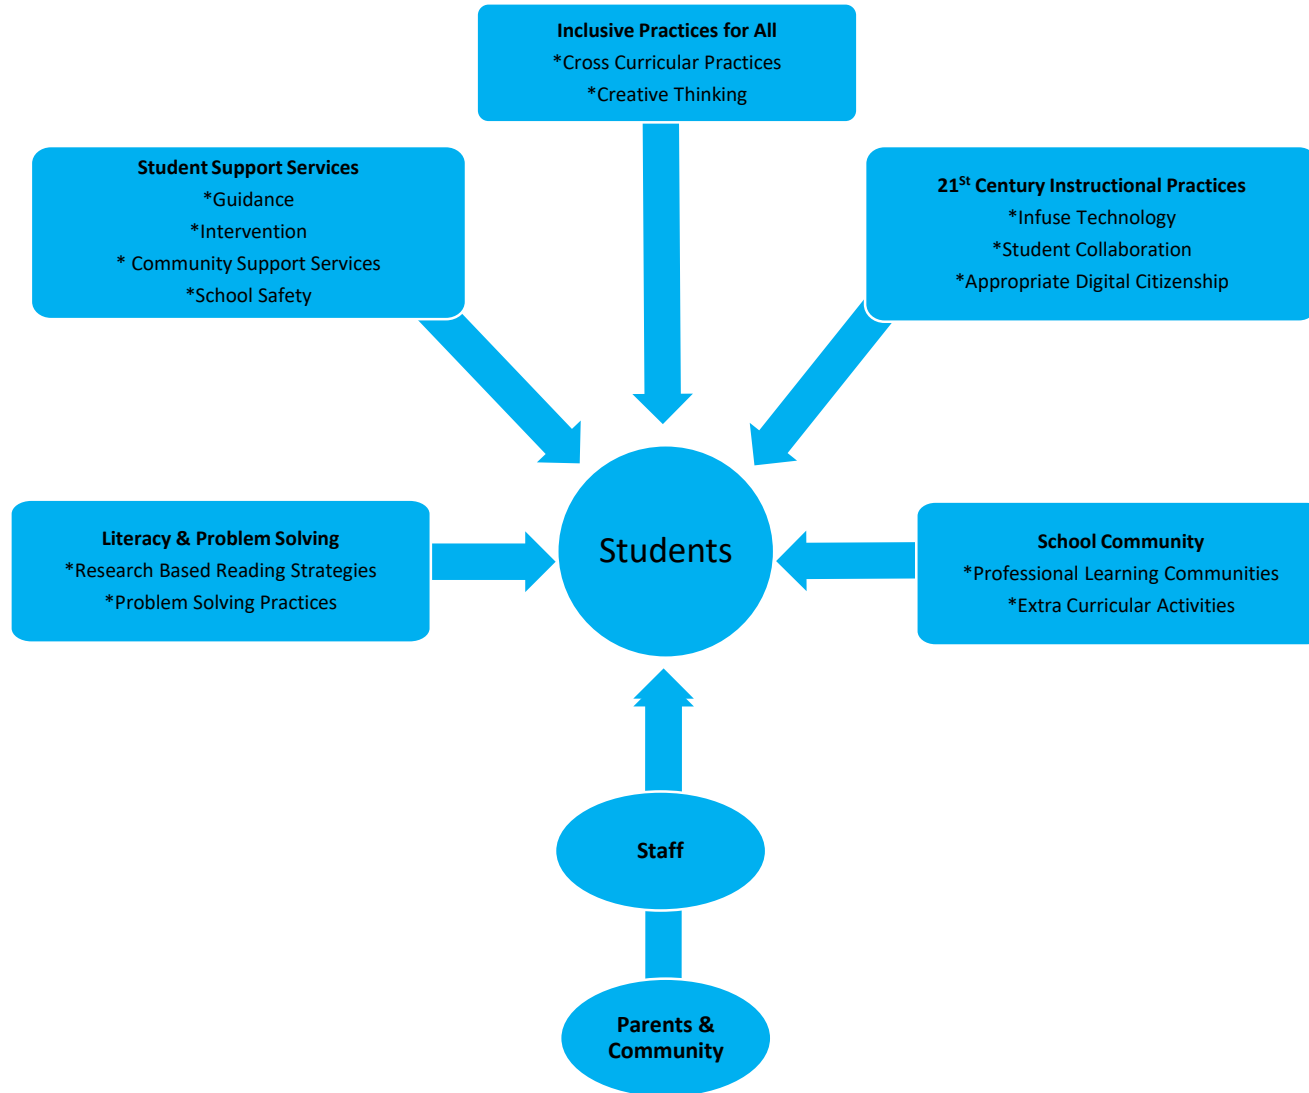 Inclusive Practices for All
*Cross Curricular Practices
*Creative Thinking
Student Support Services
*Guidance
*Intervention
* Community Support Services
*School Safety
21St Century Instructional Practices
*Infuse Technology
*Student Collaboration
*Appropriate Digital Citizenship
Literacy & Problem Solving
*Research Based Reading Strategies
*Problem Solving Practices
Students
School Community
*Professional Learning Communities
*Extra Curricular Activities
Staff
Parents &
Community